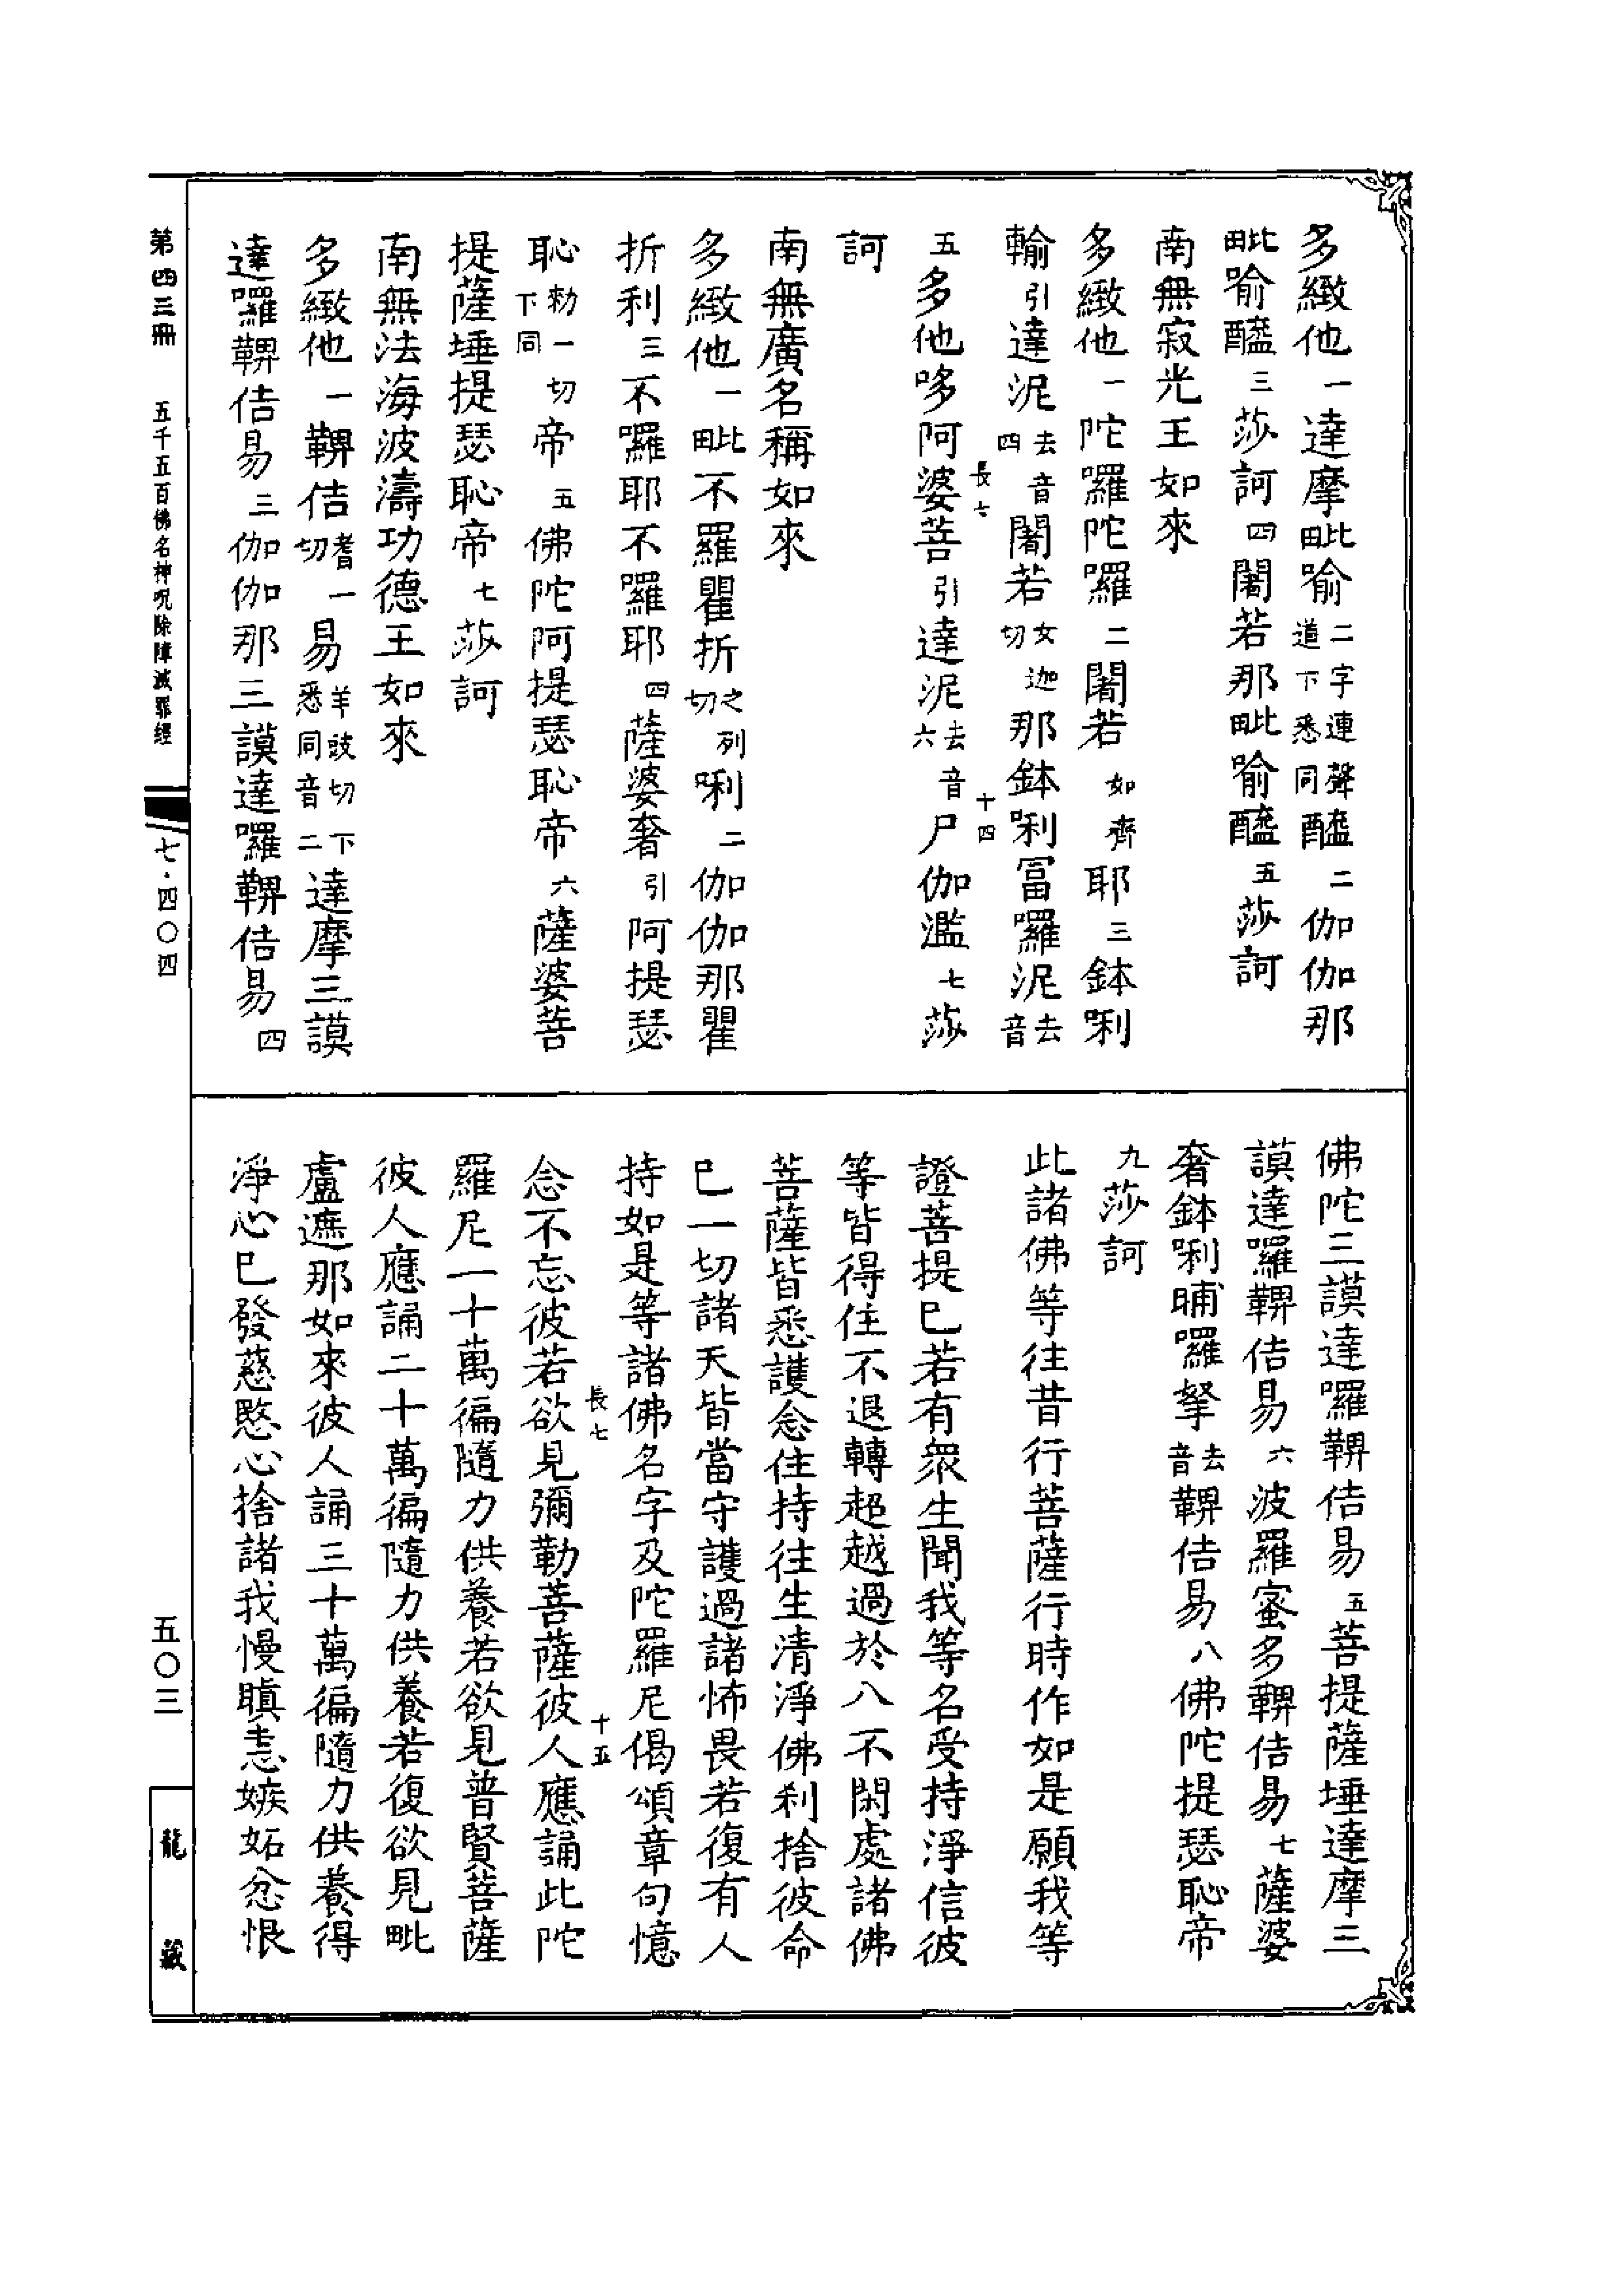 多緻他一達摩毗喻二字連聲道下悉同醯二伽伽那
毗喻醯三莎訶四闍若那毗喻醯五莎訶
南無寂光王如來
多緻他一陀囉陀囉二闍若如齊耶三鉢唎
輸引達泥去音四闍若女迦切那鉢唎富囉泥去音
五多他哆阿婆菩引達泥去音六尸伽濫七莎
長七
十四
訶
南無廣名稱如來
多緻他一毗不羅瞿折之列切唎二伽伽那瞿
折利三不囉耶不囉耶四薩婆奢引阿提瑟
恥勑一切下同帝五佛陀阿提瑟恥帝六薩婆菩
提薩埵提瑟恥帝七莎訶
南無法海波濤功德王如來
多緻他一鞞佉耆一切易羊豉切下悉同音二達摩三謨
達囉鞞佉易三伽伽那三謨達囉鞞佉易四
佛陀三謨達囉鞞佉易五菩提薩埵達摩三
謨達囉鞞佉易六波羅蜜多鞞佉易七薩婆
奢鉢唎晡囉拏去音鞞佉易八佛陀提瑟恥帝
九莎訶
此諸佛等往昔行菩薩行時作如是願我等
證菩提已若有眾生聞我等名受持淨信彼
等皆得住不退轉超越過於八不閑處諸佛
菩薩皆悉護念住持往生清淨佛刹捨彼命
已一切諸天皆當守護過諸怖畏若復有人
持如是等諸佛名字及陀羅尼偈頌章句憶
長七
十五
念不忘彼若欲見彌勒菩薩彼人應誦此陀
羅尼一十萬徧隨力供養若欲見普賢菩薩
彼人應誦二十萬徧隨力供養若復欲見毗
盧遮那如來彼人誦三十萬徧隨力供養得
淨心已發慈愍心捨諸我慢瞋恚嫉妬忿恨
第四三冊 五千五百佛名神呪除障滅罪經
七·四〇四
五〇三
龍藏